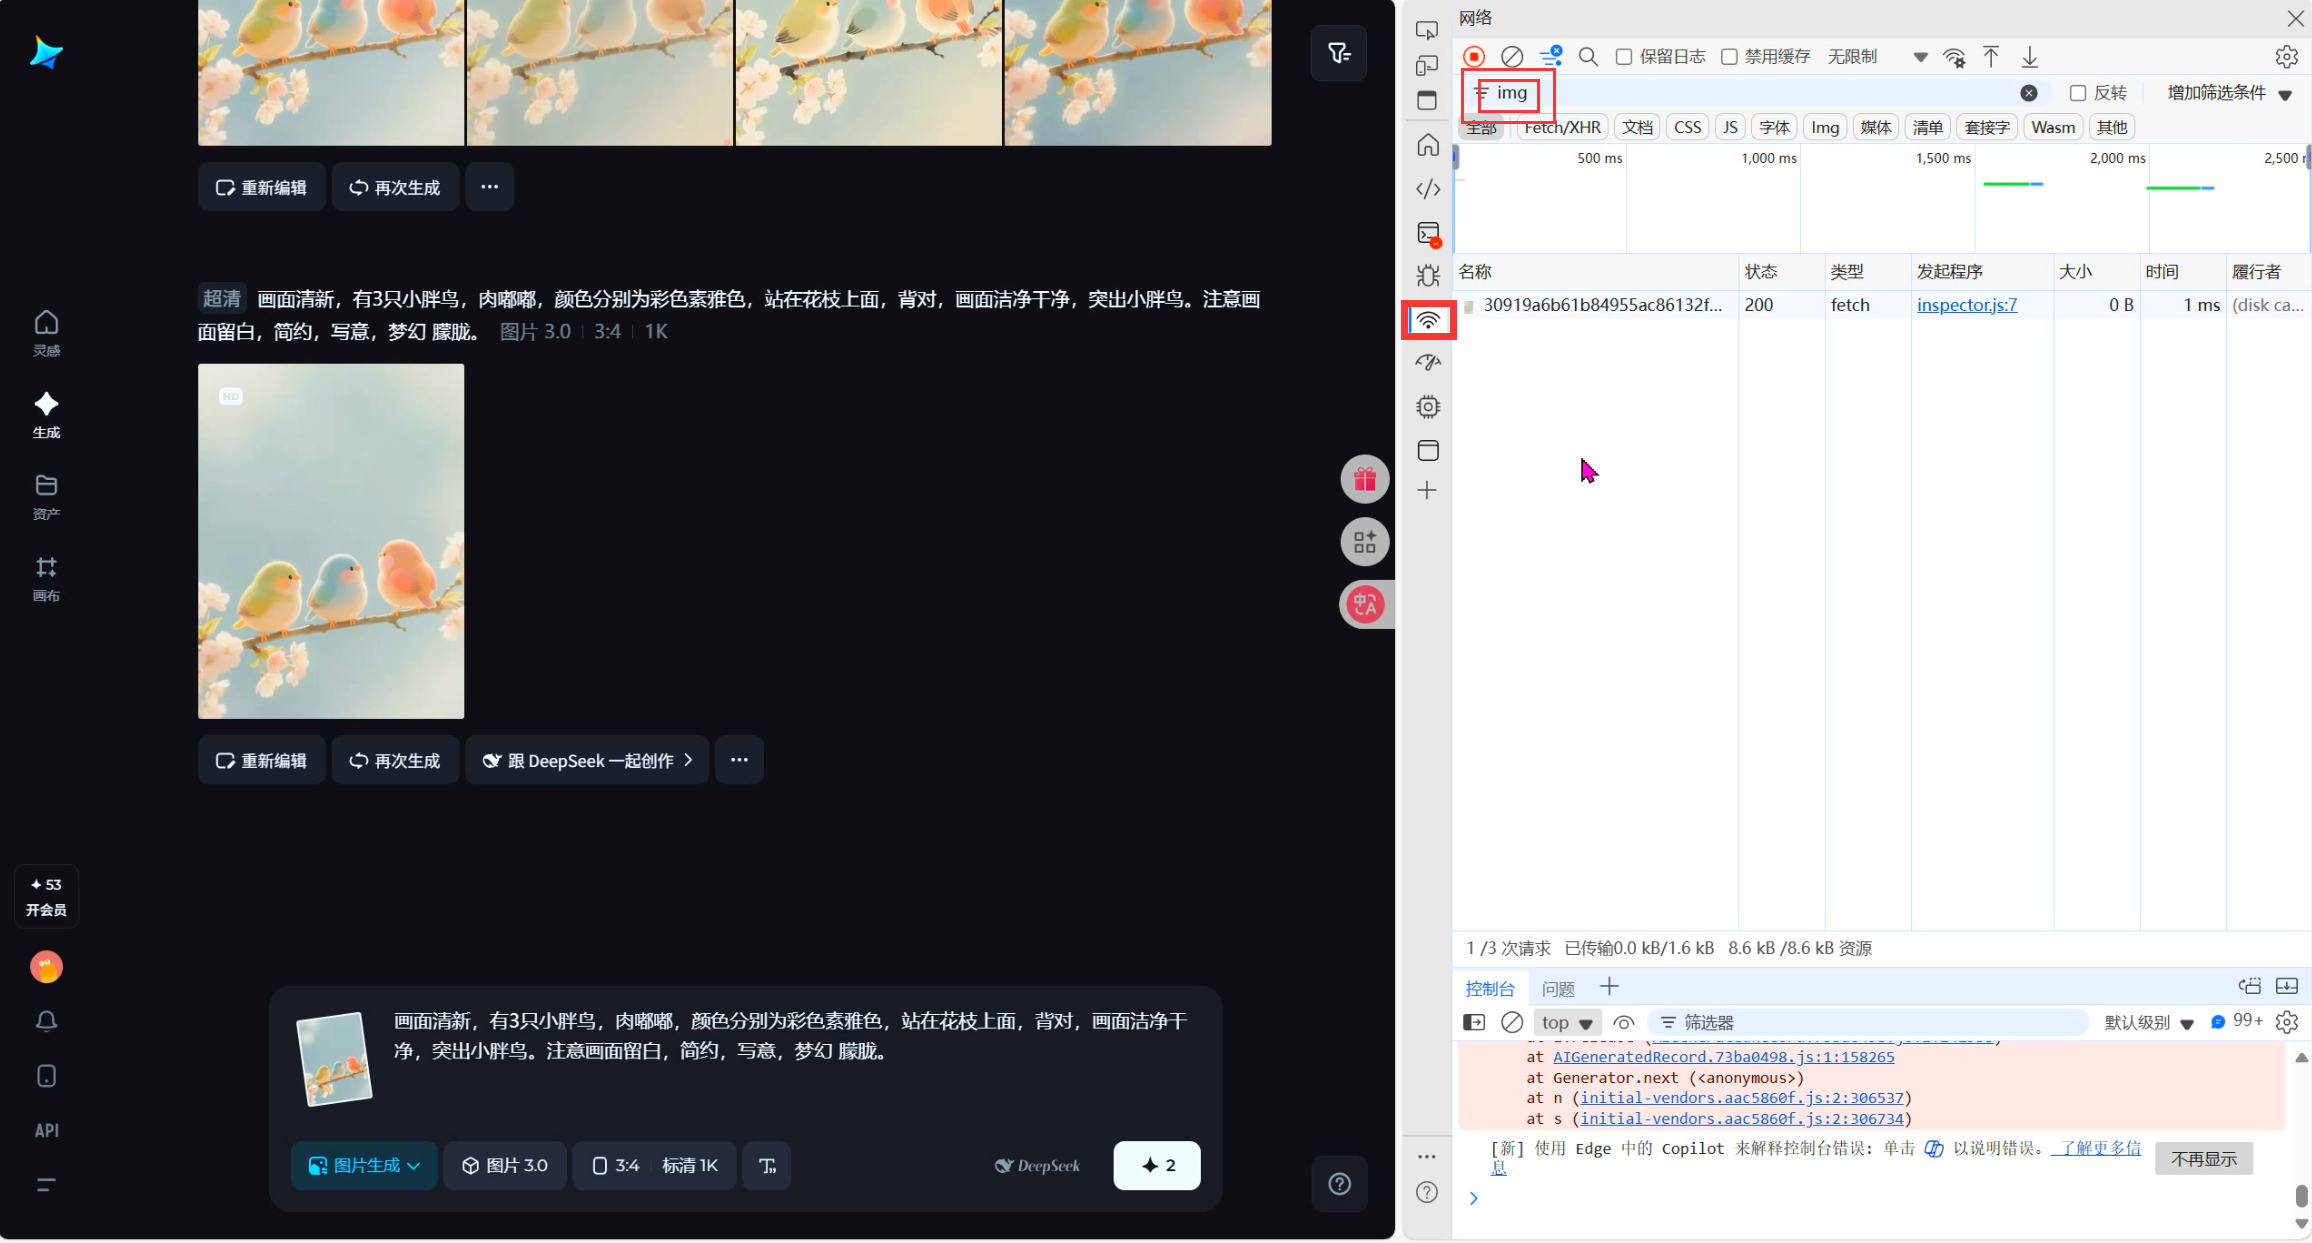 重新编辑
再次生成
超清 画面清新，有3只小胖鸟，肉嘟嘟，颜色分别为彩色素雅色，站在花枝上面，背对，画面洁净干净，突出小胖鸟。注意画
面留白，简约，写意，梦幻 朦胧。 图片 3.0 3:4 1K
HD
重新编辑
再次生成
跟 DeepSeek 一起创作
灵感
生成
资产
画布
53
开会员
API
画面清新，有3只小胖鸟，肉嘟嘟，颜色分别为彩色素雅色，站在花枝上面，背对，画面洁净干
净，突出小胖鸟。注意画面留白，简约，写意，梦幻 朦胧。
图片生成
图片 3.0
3:4 标清 1K
DeepSeek
2
网络
保留日志 禁用缓存 无限制
img
反转 增加筛选条件
全部 Fetch/XHR 文档 CSS JS 字体 Img 媒体 清单 套接字 Wasm 其他
500 ms 1,000 ms 1,500 ms 2,000 ms 2,500
名称 状态 类型 发起程序 大小 时间 履行者
30919a6b61b84955ac86132f... 200 fetch inspector.js:7 0 B 1 ms (disk ca...
1 /3 次请求 已传输0.0 kB/1.6 kB 8.6 kB /8.6 kB 资源
控制台 问题
top 筛选器 默认级别 99+
at AIGeneratedRecord.73ba0498.js:1:158265
at Generator.next (<anonymous>)
at n (initial-vendors.aac5860f.js:2:306537)
at s (initial-vendors.aac5860f.js:2:306734)
[新] 使用 Edge 中的 Copilot 来解释控制台错误: 单击 以说明错误。 了解更多信
息
不再显示